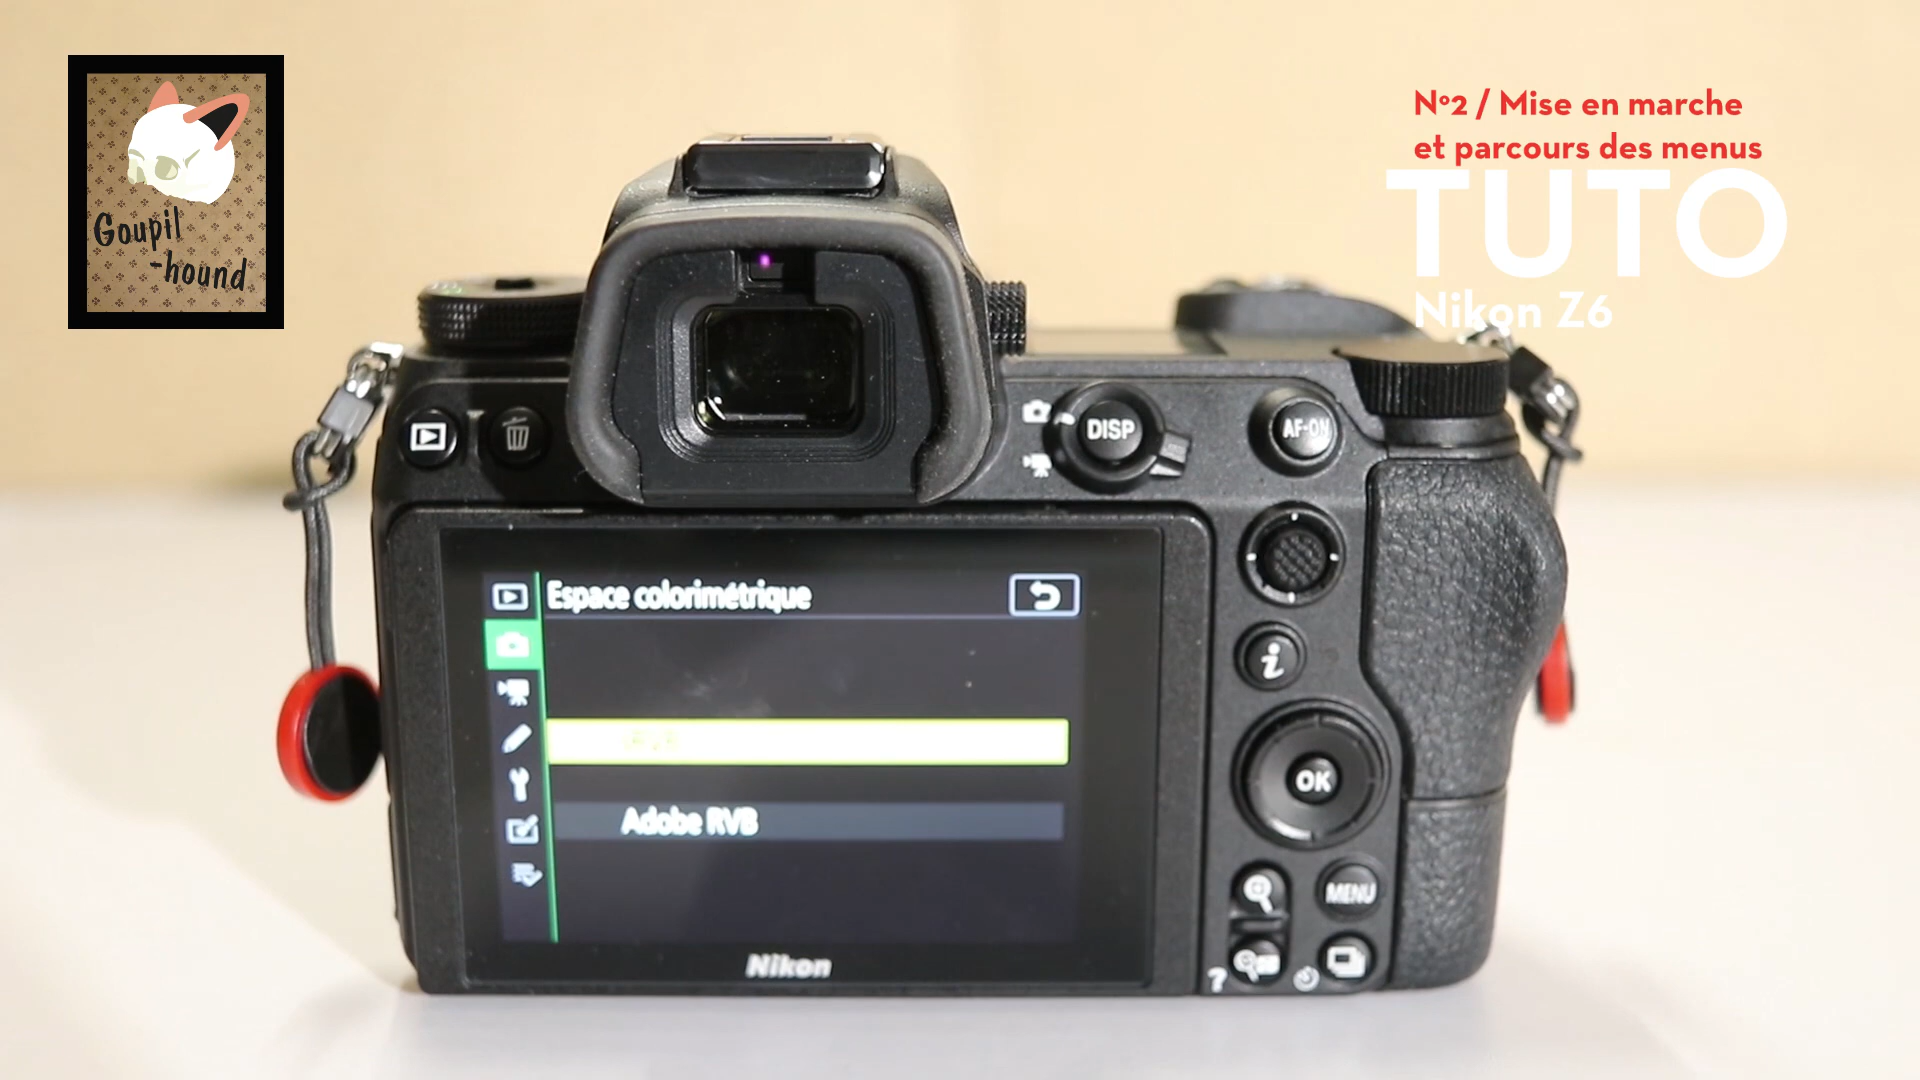 Goupil
-hound
N°2 / Mise en marche
et parcours des menus
TUTO
Nikon Z6
DISP
AF-ON
Espace colorimétrique
i
Adobe RVB
OK
MENU
Nikon
?